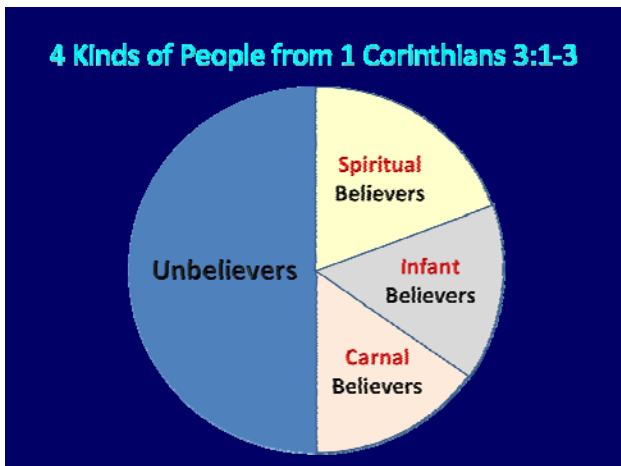 4 Kinds of People from 1 Corinthians 3:1-3
Spiritual
Believers
Unbelievers
Infant
Believers
Carnal
Believers